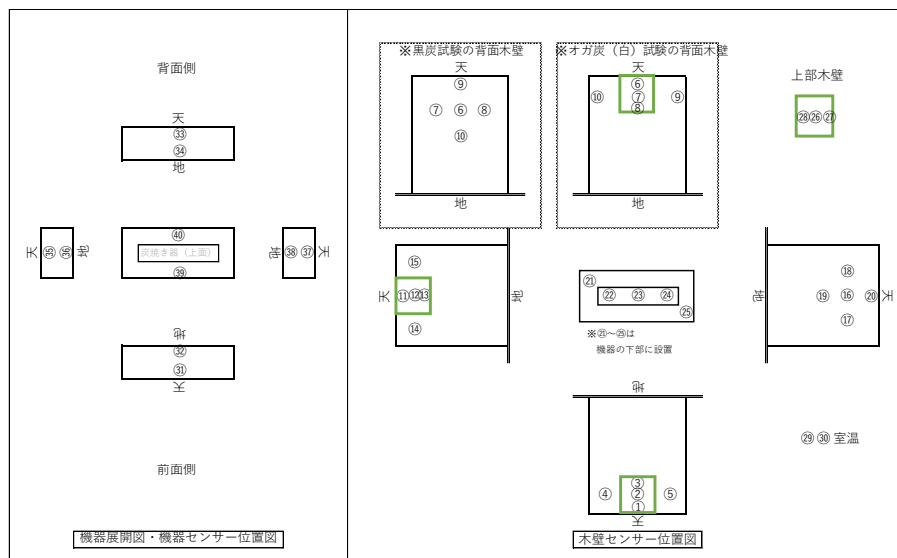 背面側
天
㉝
㉞
地
天
㉟
㊱
地
㊵
炭焼き器（上面）
㊴
地
㊳
㊲
天
地
㉜
㉛
天
前面側
機器展開図・機器センサー位置図
※黒炭試験の背面木壁
天
⑨
⑦ ⑥ ⑧
⑩
地
※オガ炭（白）試験の背面木壁
天
⑥
⑩ ⑦ ⑨
⑧
地
上部木壁
㉘㉖㉗
⑮
天 ⑪⑫⑬ 地
⑭
㉑
㉒ ㉓ ㉔
㉕
※㉑～㉕は
機器の下部に設置
⑱
地 ⑲ ⑯ ⑳ 天
⑰
地
③
④ ② ⑤
①
天
㉙㉚室温
木壁センサー位置図